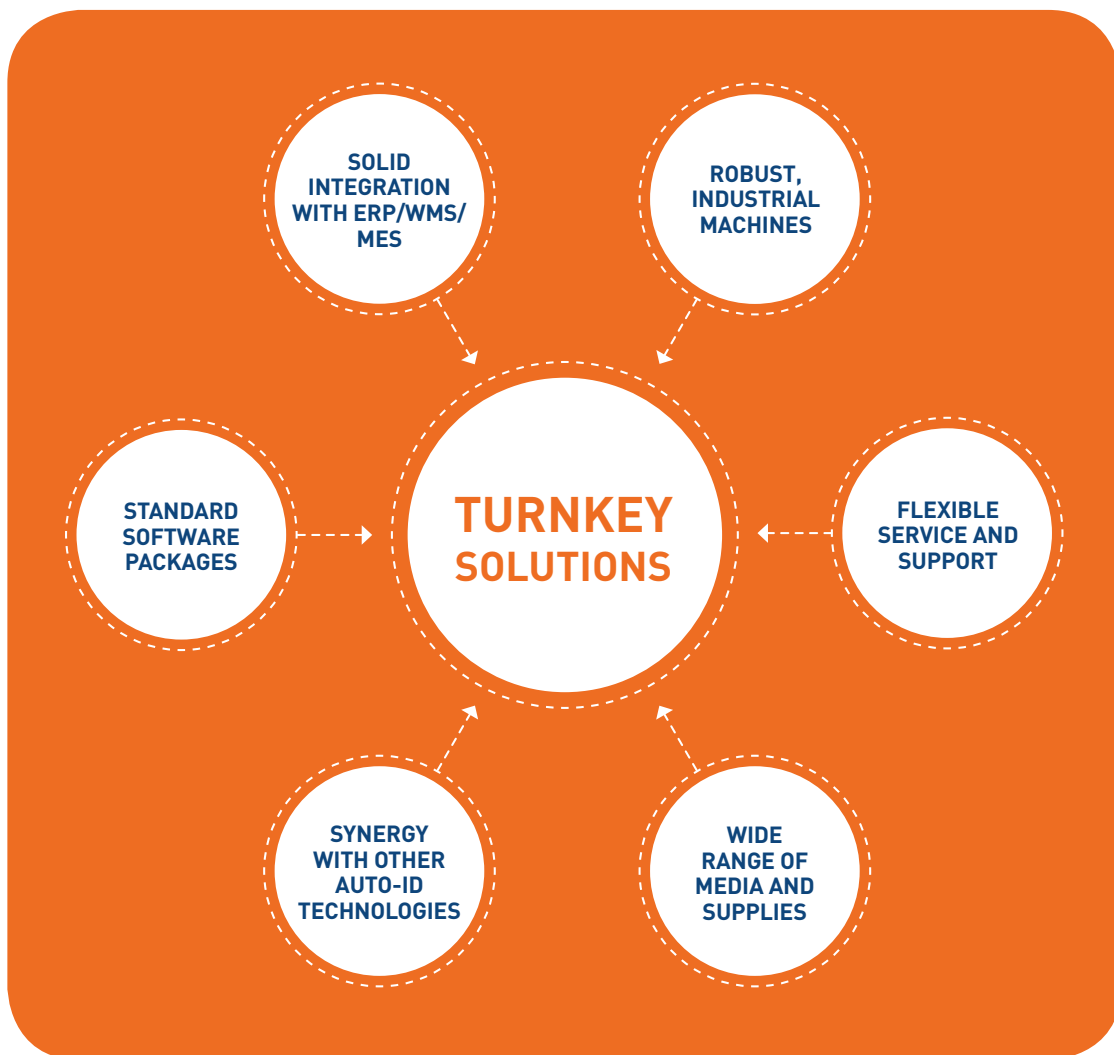 SOLID
INTEGRATION
WITH ERP/WMS/
MES
ROBUST,
INDUSTRIAL
MACHINES
STANDARD
SOFTWARE
PACKAGES
TURNKEY
SOLUTIONS
FLEXIBLE
SERVICE AND
SUPPORT
SYNERGY
WITH OTHER
AUTO-ID
TECHNOLOGIES
WIDE
RANGE OF
MEDIA AND
SUPPLIES